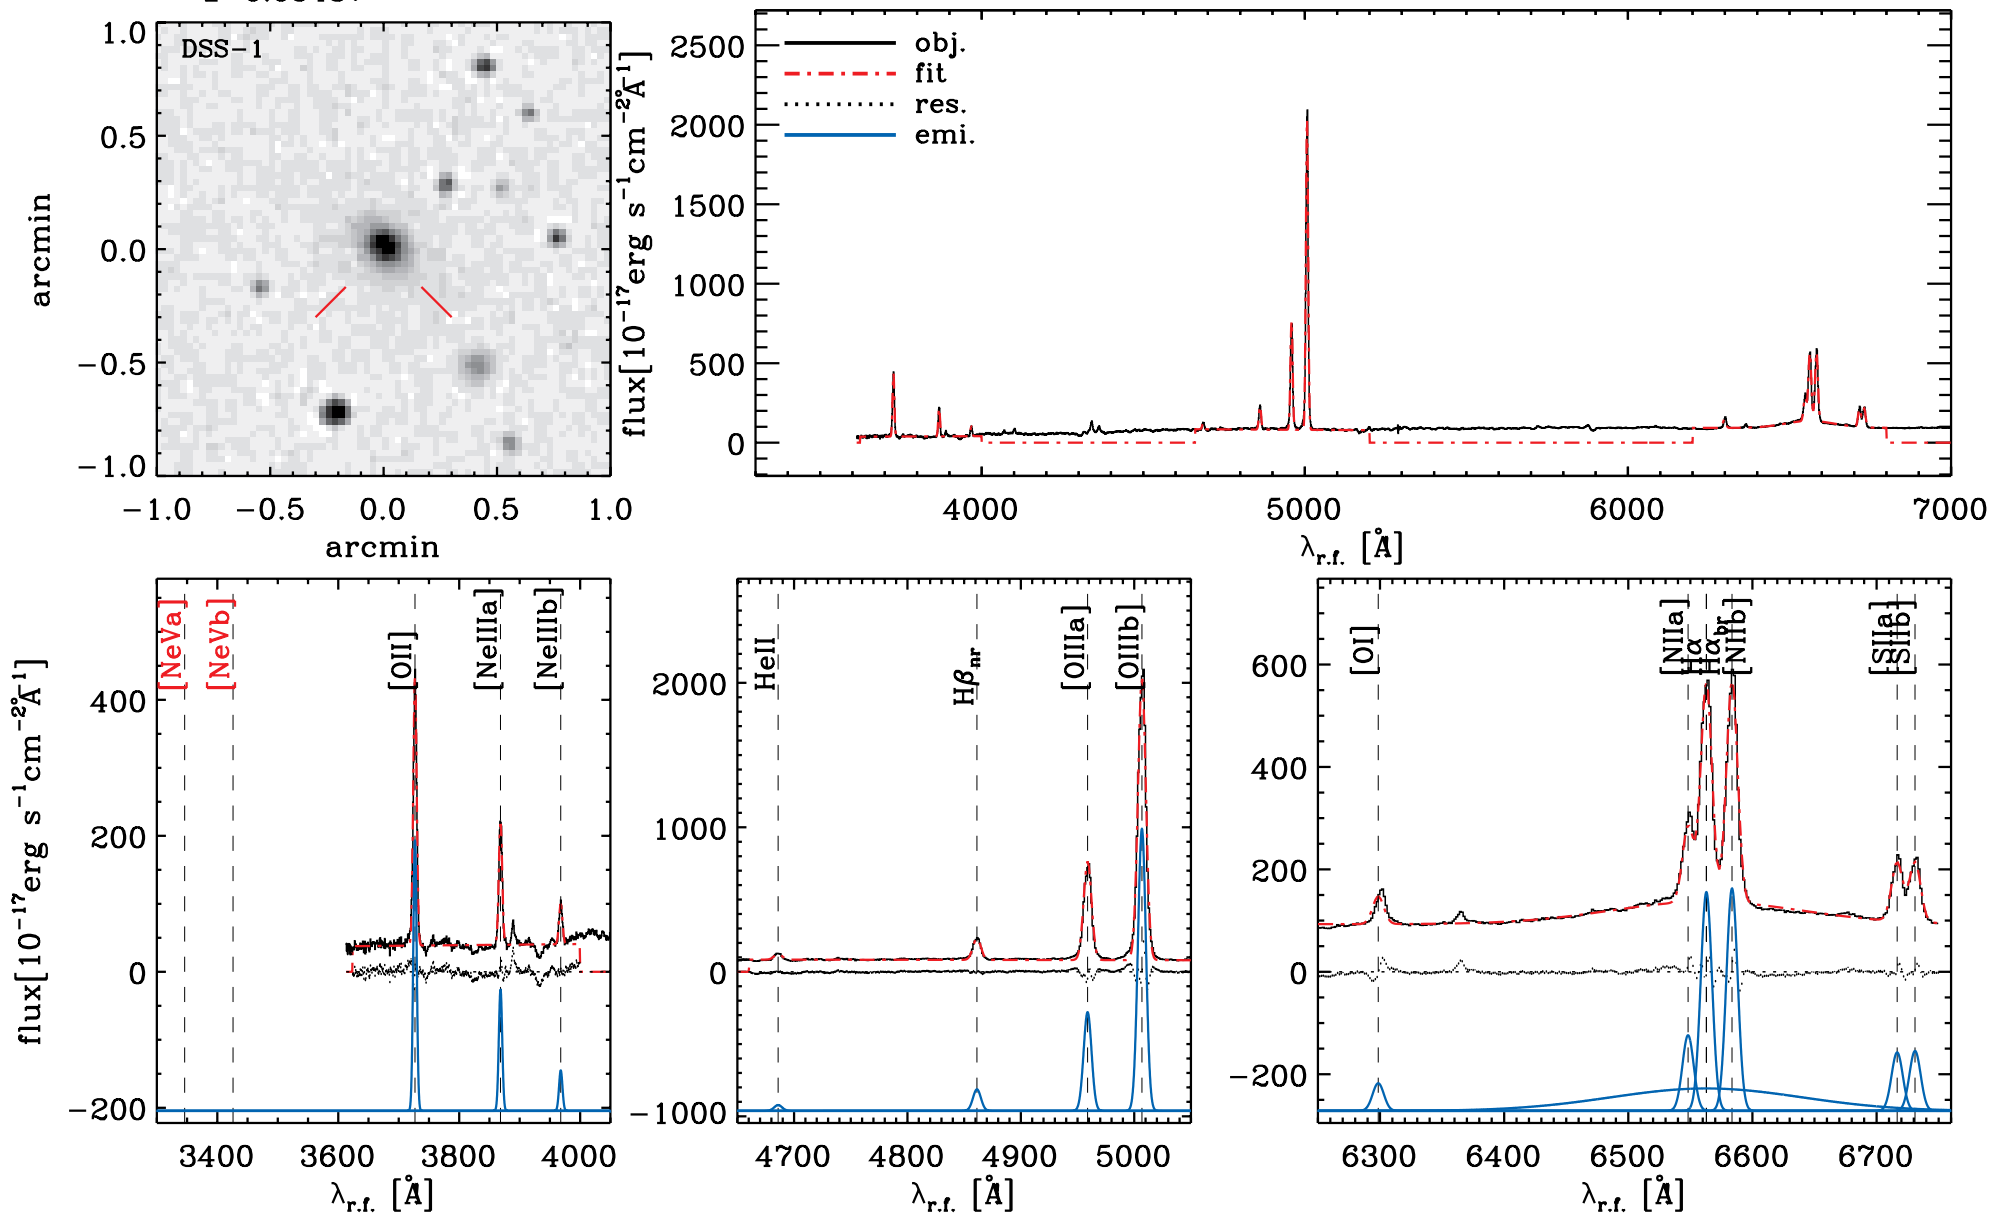 DSS-1
1.0
0.5
0.0
-0.5
-1.0
arcmin
-1.0 -0.5 0.0 0.5 1.0
arcmin
flux[10⁻¹⁷erg s⁻¹cm⁻²Å⁻¹]
2500
2000
1500
1000
500
0
obj.
fit
res.
emi.
4000 5000 6000 7000
λr.f. [Å]
flux[10⁻¹⁷erg s⁻¹cm⁻²Å⁻¹]
400
200
0
-200
[NeVa]
[NeVb]
[OII]
[NeIIIa]
[NeIIIb]
3400 3600 3800 4000
λr.f. [Å]
2000
1000
0
-1000
HeII
Hβnr
[OIIIa]
[OIIIb]
4700 4800 4900 5000
λr.f. [Å]
600
400
200
0
-200
[OI]
[NIIa]
Hα
Hαbr
[NIIb]
[SIIa]
[SIIb]
6300 6400 6500 6600 6700
λr.f. [Å]